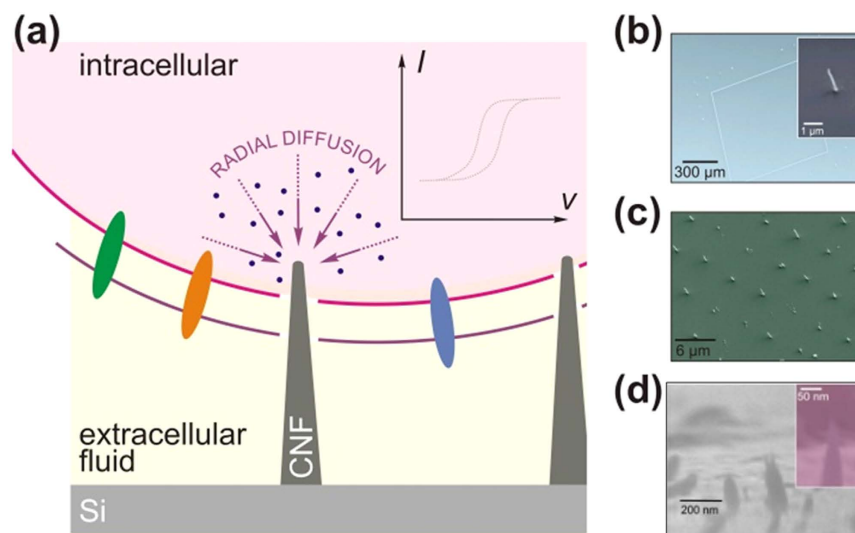 (a)
intracellular
RADIAL DIFFUSION
I
v
extracellular
fluid
CNF
Si
(b)
1 µm
300 µm
(c)
6 µm
(d)
50 nm
200 nm